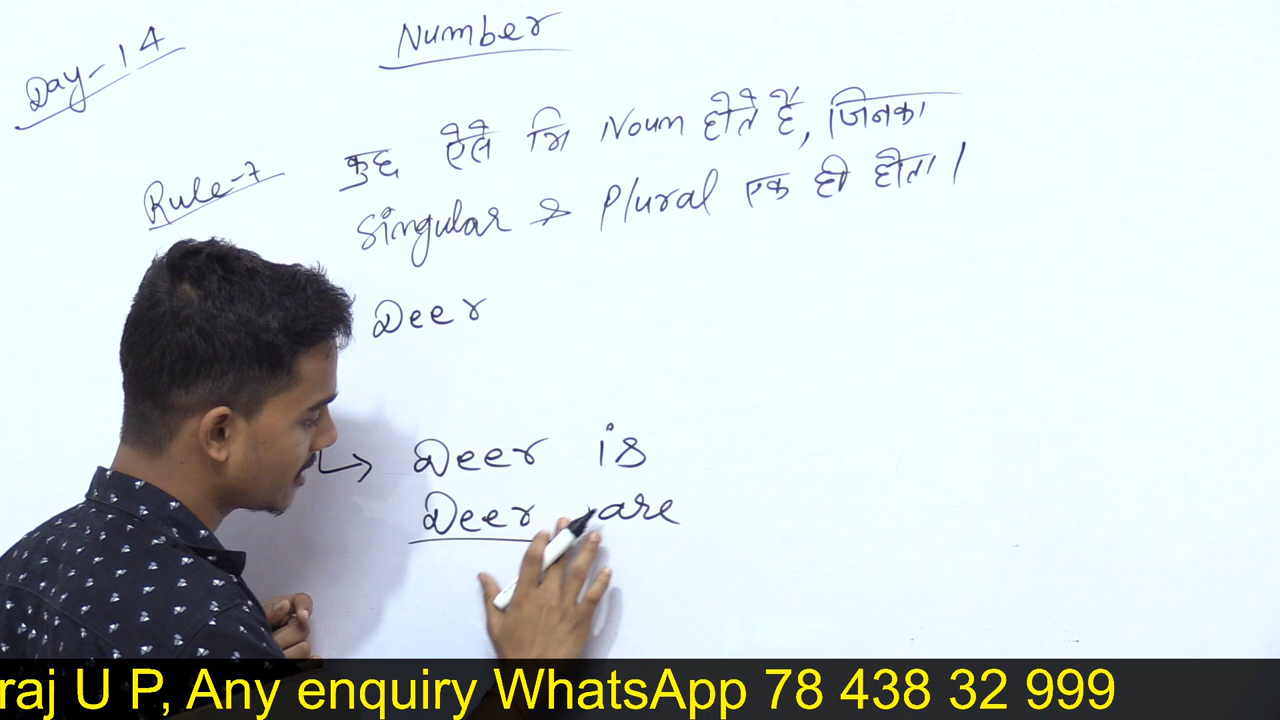 Day-14
Number
Rule-7
कुछ ऐसे भि Noun होते हैं, जिनका
Singular & Plural एक ही होता।
Deer
↳ Deer is
Deer are
raj U P, Any enquiry WhatsApp 78 438 32 999